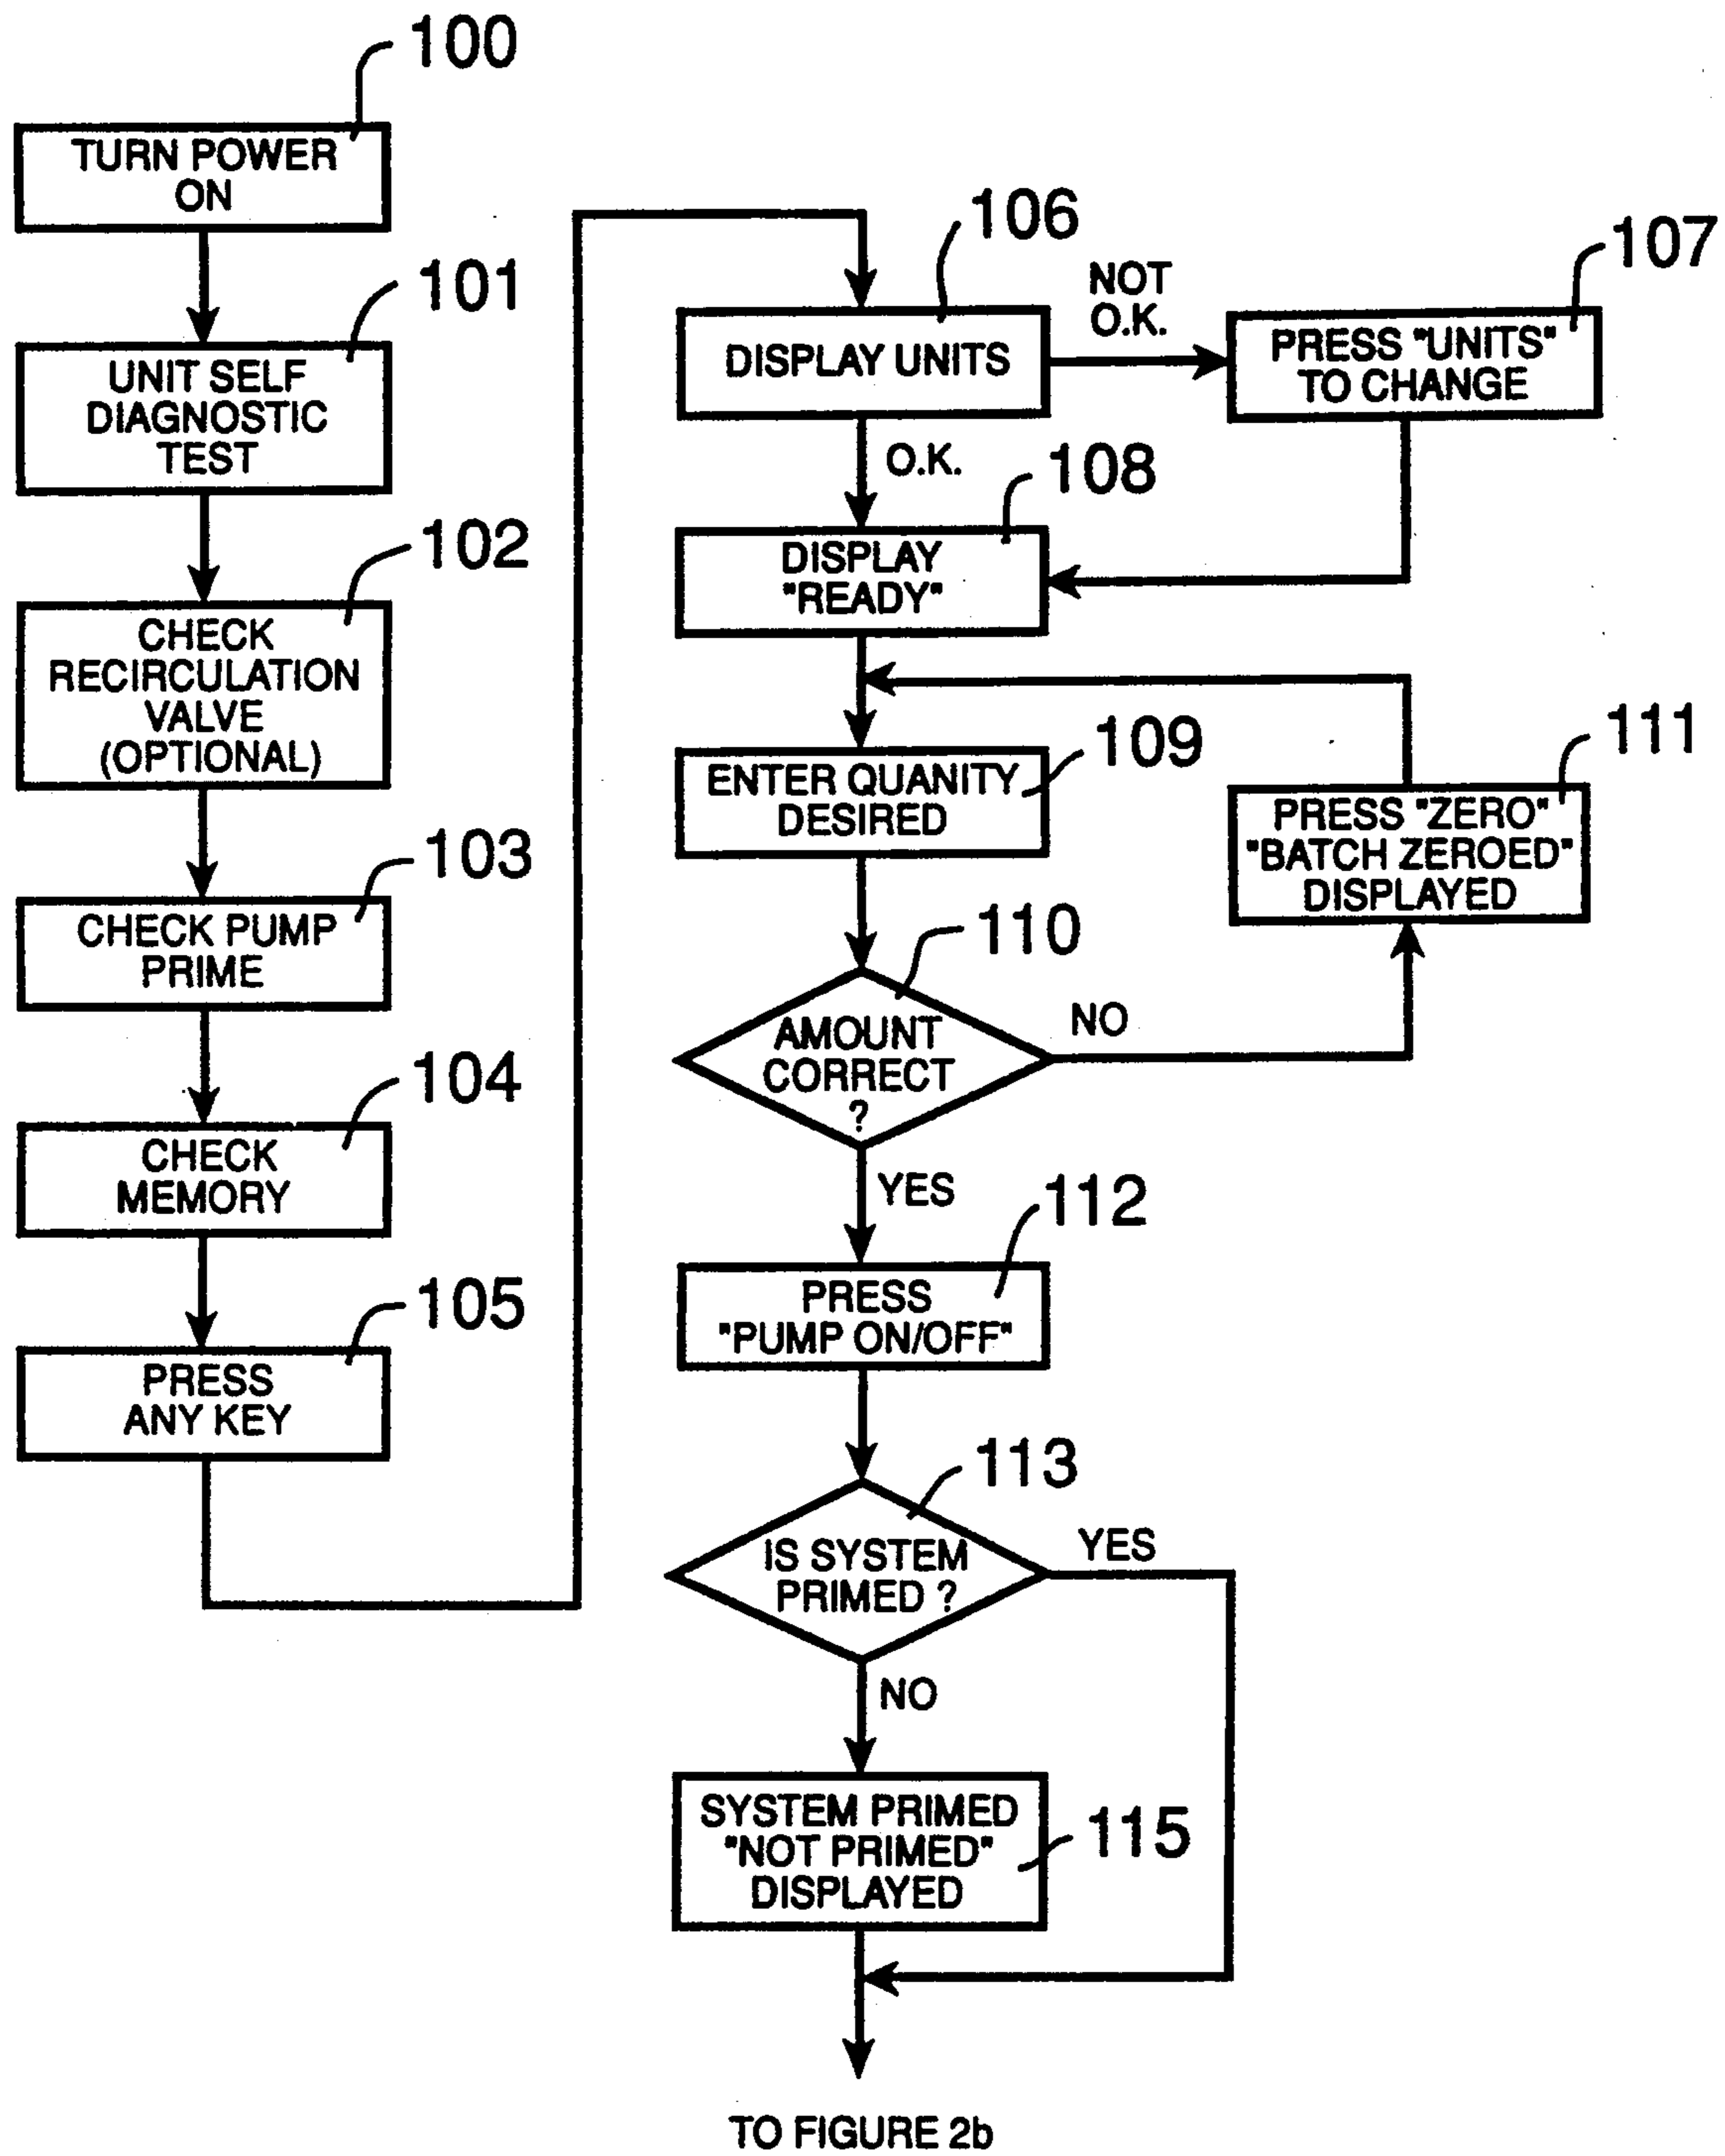 100
TURN POWER
ON
101
UNIT SELF
DIAGNOSTIC
TEST
102
CHECK
RECIRCULATION
VALVE
(OPTIONAL)
103
CHECK PUMP
PRIME
104
CHECK
MEMORY
105
PRESS
ANY KEY
106
DISPLAY UNITS
NOT
O.K.
107
PRESS "UNITS"
TO CHANGE
O.K.
108
DISPLAY
"READY"
109
ENTER QUANITY
DESIRED
110
AMOUNT
CORRECT
?
NO
111
PRESS "ZERO"
"BATCH ZEROED"
DISPLAYED
YES
112
PRESS
"PUMP ON/OFF"
113
IS SYSTEM
PRIMED ?
YES
NO
115
SYSTEM PRIMED
"NOT PRIMED"
DISPLAYED
TO FIGURE 2b